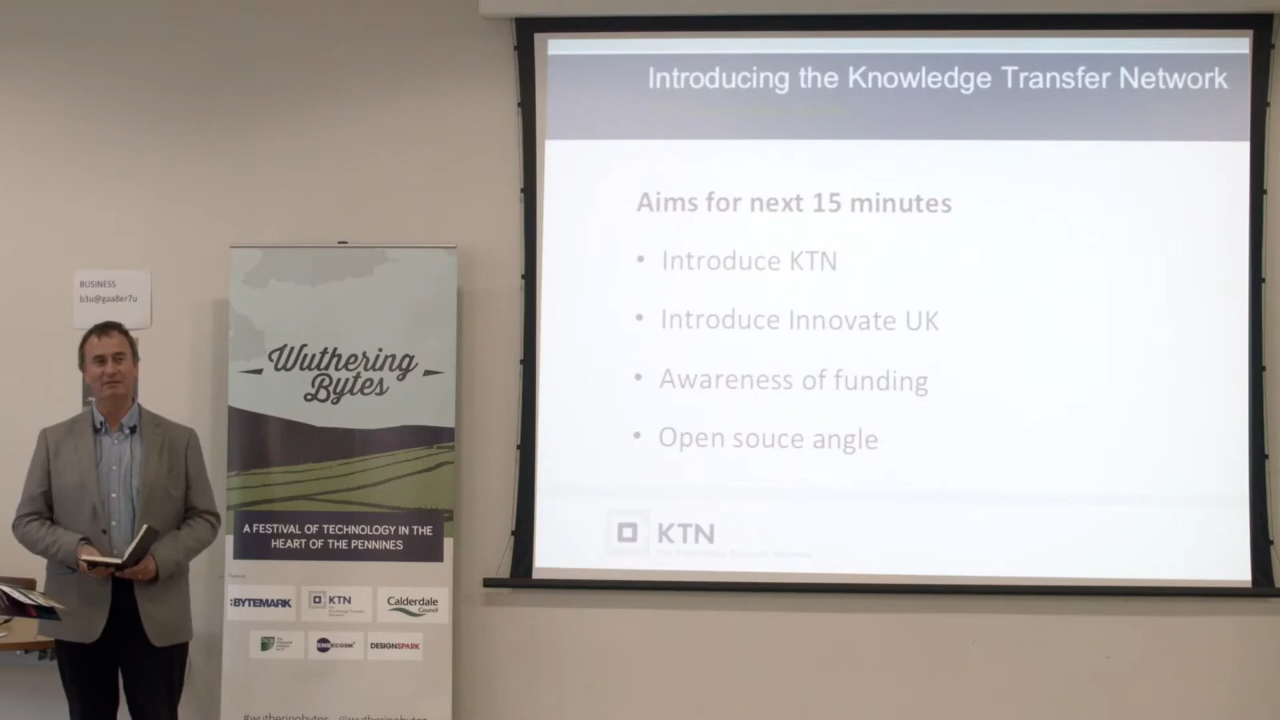 Introducing the Knowledge Transfer Network
Aims for next 15 minutes
• Introduce KTN
• Introduce Innovate UK
• Awareness of funding
• Open souce angle
KTN
BUSINESS
b3u@gaa8er7u
Wuthering
Bytes
A FESTIVAL OF TECHNOLOGY IN THE
HEART OF THE PENNINES
:BYTEMARK
KTN
Calderdale
Council
DESIGNSPARK
#wutheringbytes @wutheringbytes